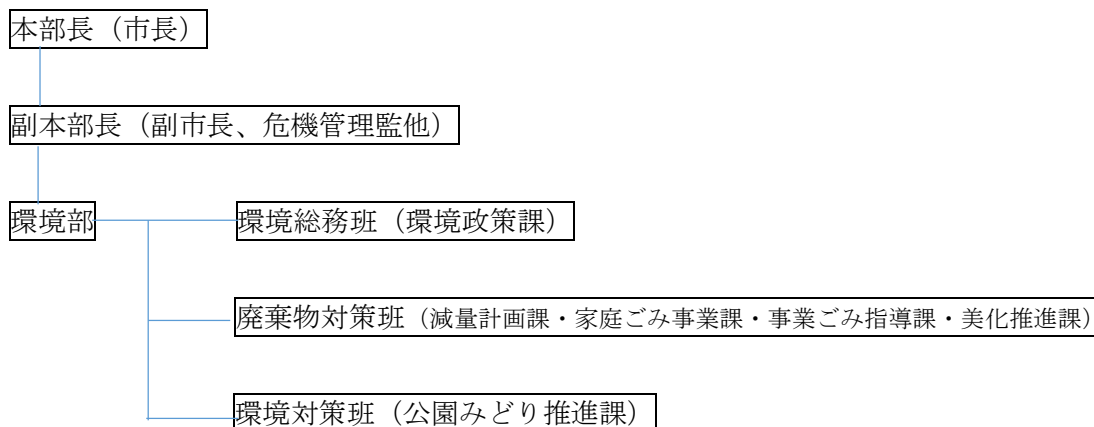 本部長（市長）
副本部長（副市長、危機管理監他）
環境部
環境総務班（環境政策課）
廃棄物対策班（減量計画課・家庭ごみ事業課・事業ごみ指導課・美化推進課）
環境対策班（公園みどり推進課）